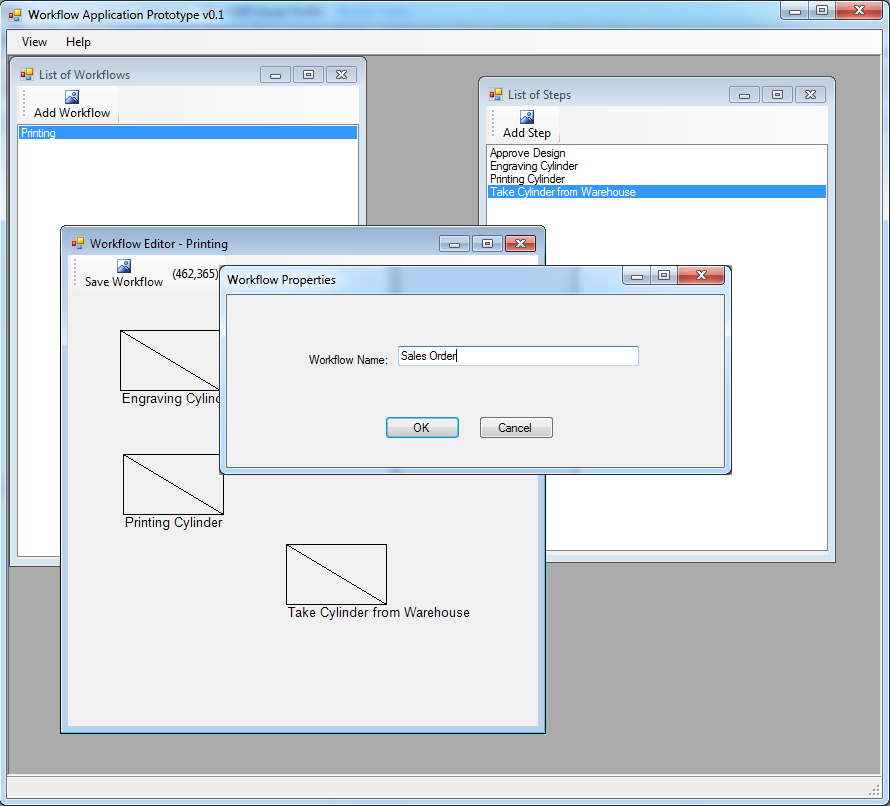 Workflow Application Prototype v0.1
View Help
List of Workflows
Add Workflow
Printing
List of Steps
Add Step
Approve Design
Engraving Cylinder
Printing Cylinder
Take Cylinder from Warehouse
Workflow Editor - Printing
Save Workflow (462,365)
Engraving Cylind
Printing Cylinder
Take Cylinder from Warehouse
Workflow Properties
Workflow Name: Sales Order
OK Cancel